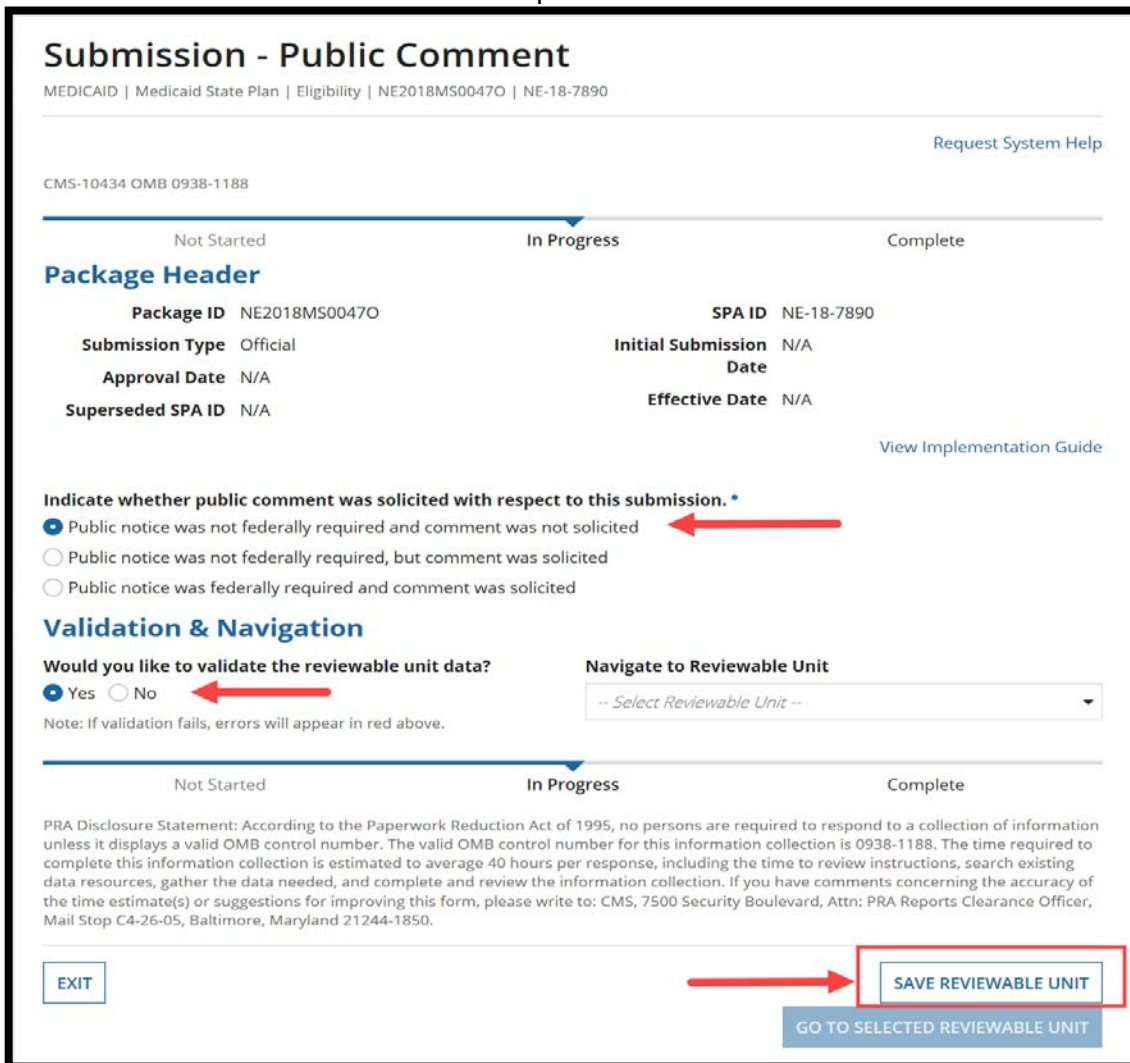 Submission - Public Comment
MEDICAID | Medicaid State Plan | Eligibility | NE2018MS0047O | NE-18-7890
Request System Help
CMS-10434 OMB 0938-1188
Not Started In Progress Complete
Package Header
Package ID NE2018MS0047O SPA ID NE-18-7890
Submission Type Official Initial Submission Date N/A
Approval Date N/A
Superseded SPA ID N/A Effective Date N/A
View Implementation Guide
Indicate whether public comment was solicited with respect to this submission. *
Public notice was not federally required and comment was not solicited
Public notice was not federally required, but comment was solicited
Public notice was federally required and comment was solicited
Validation & Navigation
Would you like to validate the reviewable unit data? Navigate to Reviewable Unit
Yes No -- Select Reviewable Unit --
Note: If validation fails, errors will appear in red above.
Not Started In Progress Complete
PRA Disclosure Statement: According to the Paperwork Reduction Act of 1995, no persons are required to respond to a collection of information
unless it displays a valid OMB control number. The valid OMB control number for this information collection is 0938-1188. The time required to
complete this information collection is estimated to average 40 hours per response, including the time to review instructions, search existing
data resources, gather the data needed, and complete and review the information collection. If you have comments concerning the accuracy of
the time estimate(s) or suggestions for improving this form, please write to: CMS, 7500 Security Boulevard, Attn: PRA Reports Clearance Officer,
Mail Stop C4-26-05, Baltimore, Maryland 21244-1850.
EXIT SAVE REVIEWABLE UNIT
GO TO SELECTED REVIEWABLE UNIT